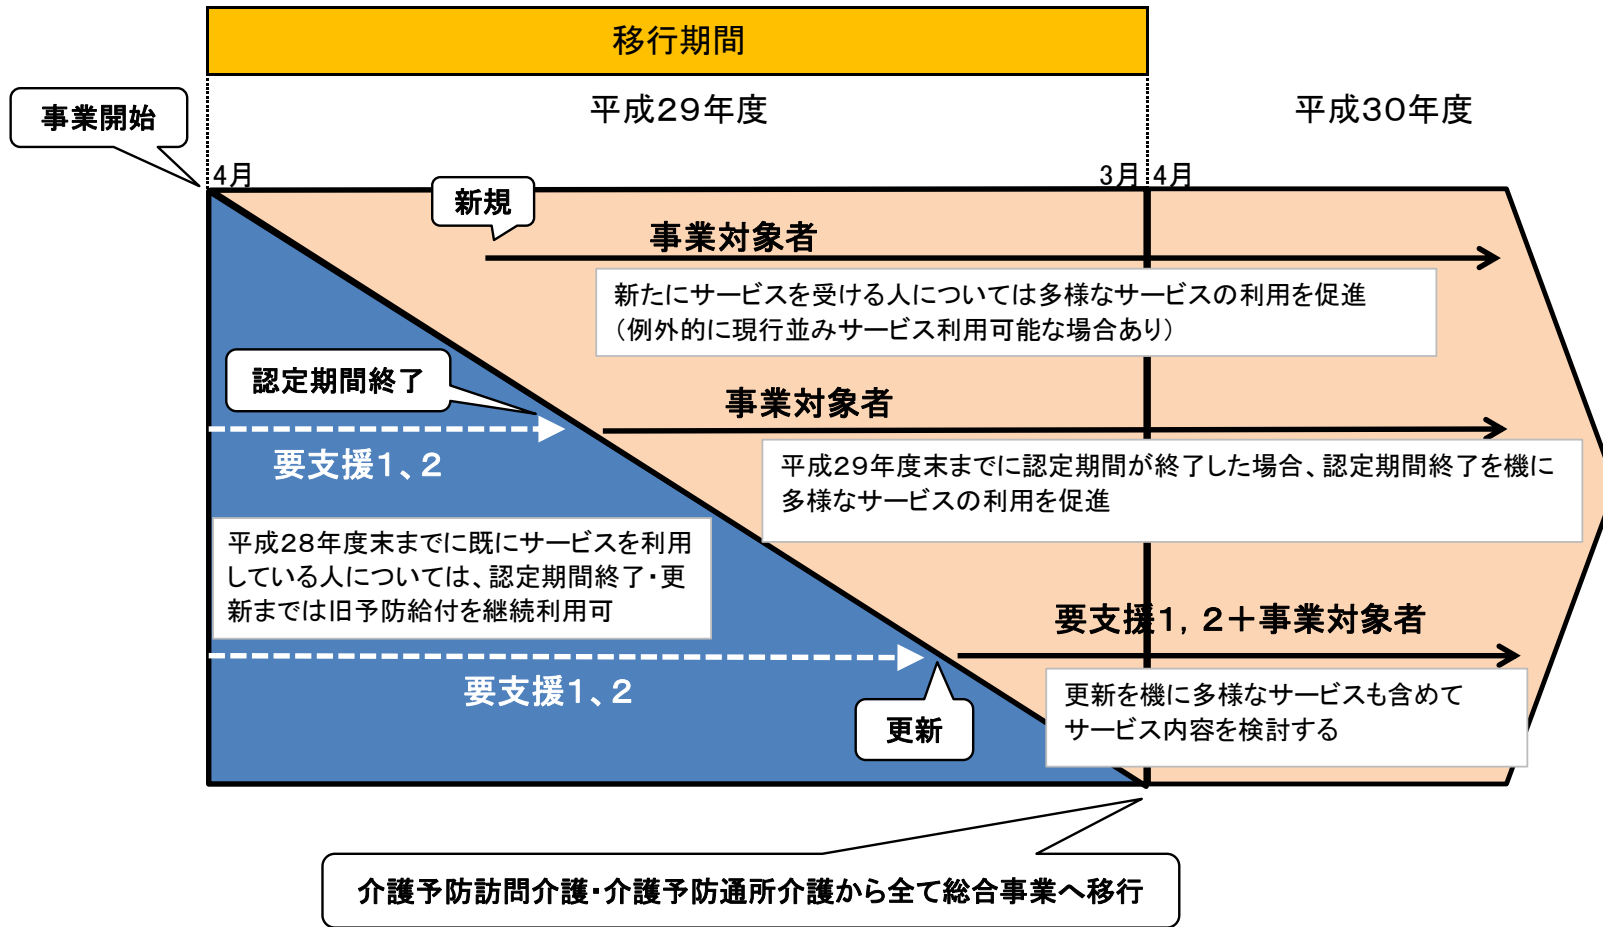 移行期間
平成29年度
平成30年度
事業開始
4月
3月
4月
新規
事業対象者
新たにサービスを受ける人については多様なサービスの利用を促進
（例外的に現行並みサービス利用可能な場合あり）
認定期間終了
事業対象者
要支援1、2
平成29年度末までに認定期間が終了した場合、認定期間終了を機に
多様なサービスの利用を促進
平成28年度末までに既にサービスを利用
している人については、認定期間終了・更
新までは旧予防給付を継続利用可
要支援1，2＋事業対象者
要支援1、2
更新を機に多様なサービスも含めて
サービス内容を検討する
更新
介護予防訪問介護・介護予防通所介護から全て総合事業へ移行